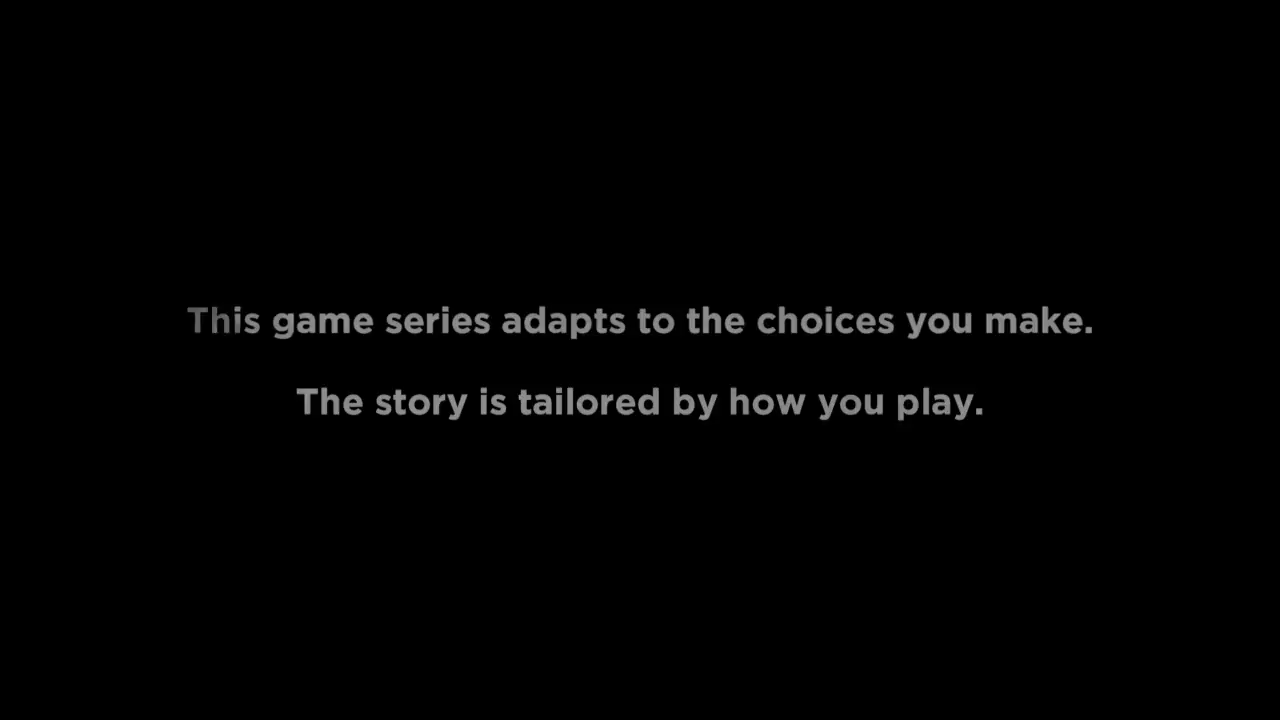 This game series adapts to the choices you make.
The story is tailored by how you play.